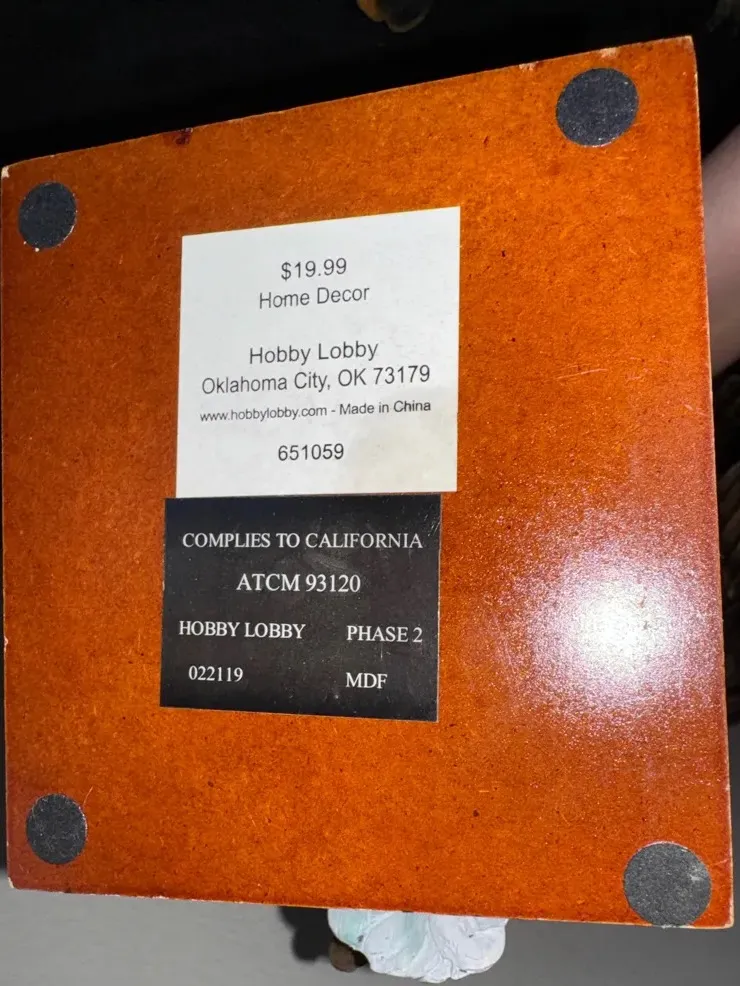 $19.99
Home Decor
Hobby Lobby
Oklahoma City, OK 73179
www.hobbylobby.com - Made in China
651059
COMPLIES TO CALIFORNIA
ATCM 93120
HOBBY LOBBY PHASE 2
022119 MDF